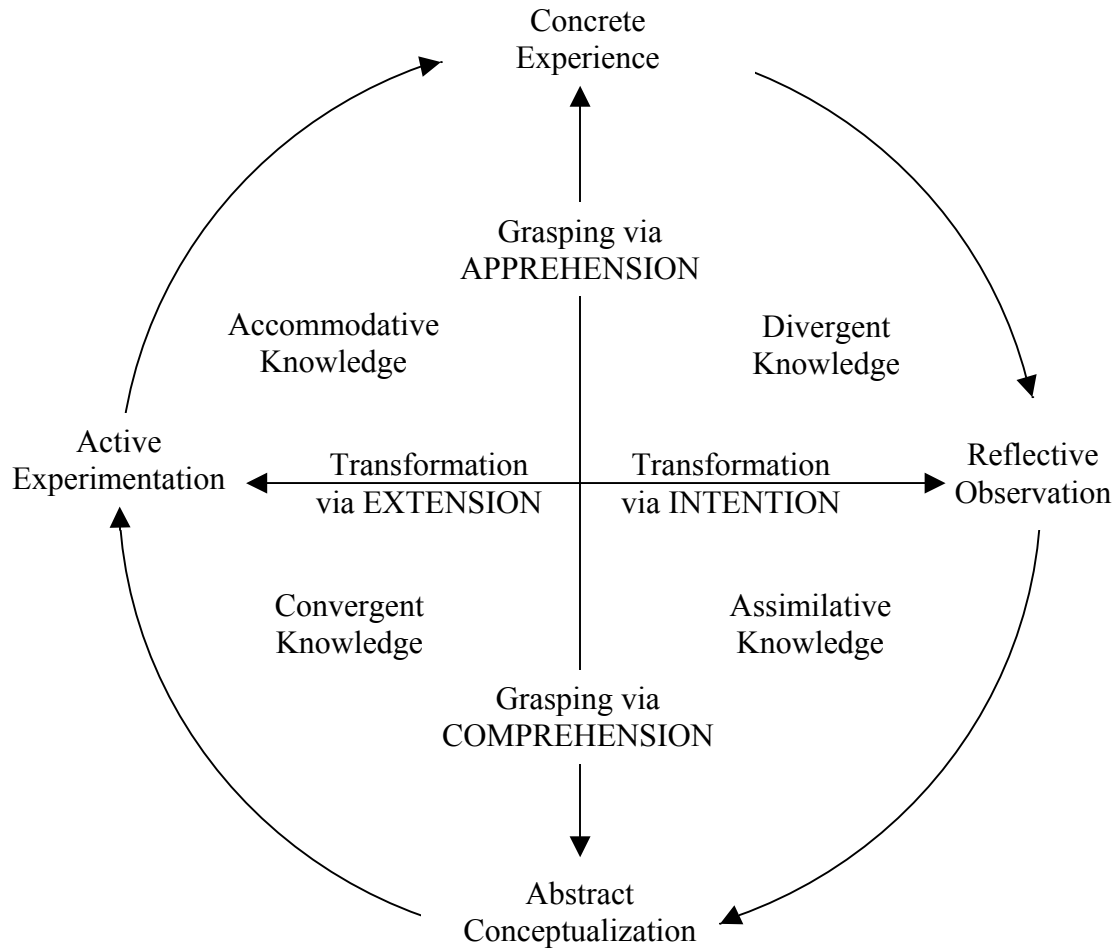 Concrete
Experience
Grasping via
APPREHENSION
Accommodative
Knowledge
Divergent
Knowledge
Active
Experimentation
Transformation
via EXTENSION
Transformation
via INTENTION
Reflective
Observation
Convergent
Knowledge
Assimilative
Knowledge
Grasping via
COMPREHENSION
Abstract
Conceptualization